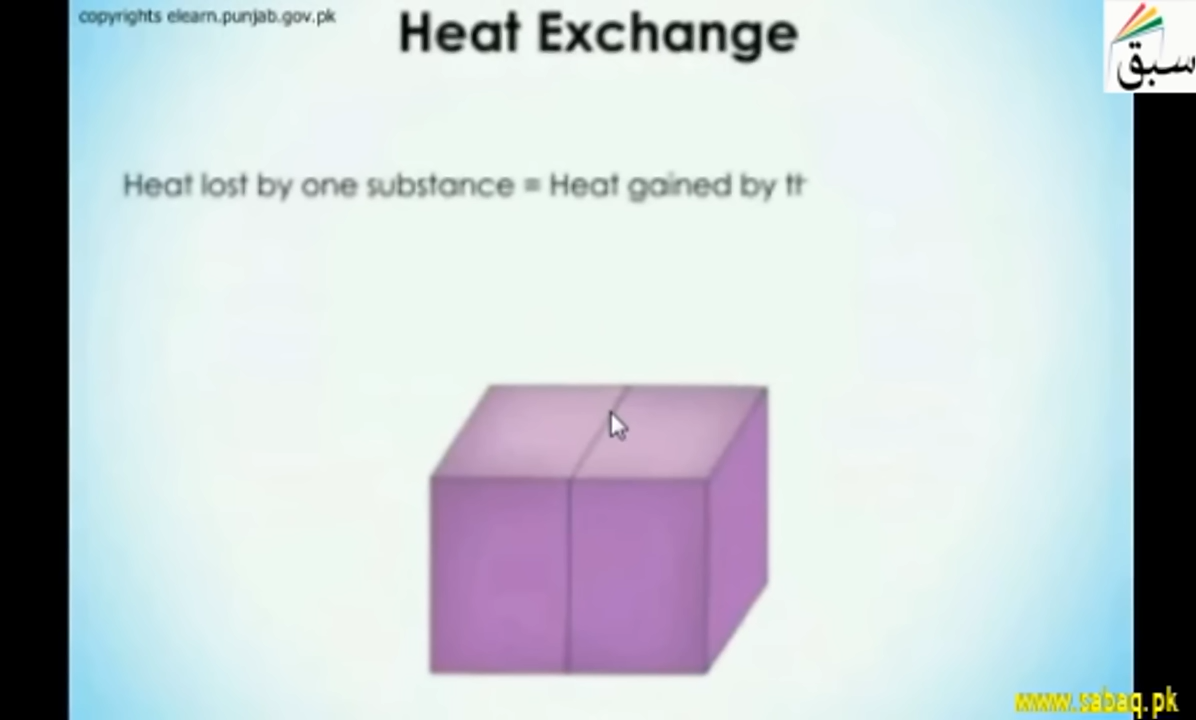 copyrights elearn.punjab.gov.pk
Heat Exchange
سبق
Heat lost by one substance = Heat gained by
www.sabaq.pk